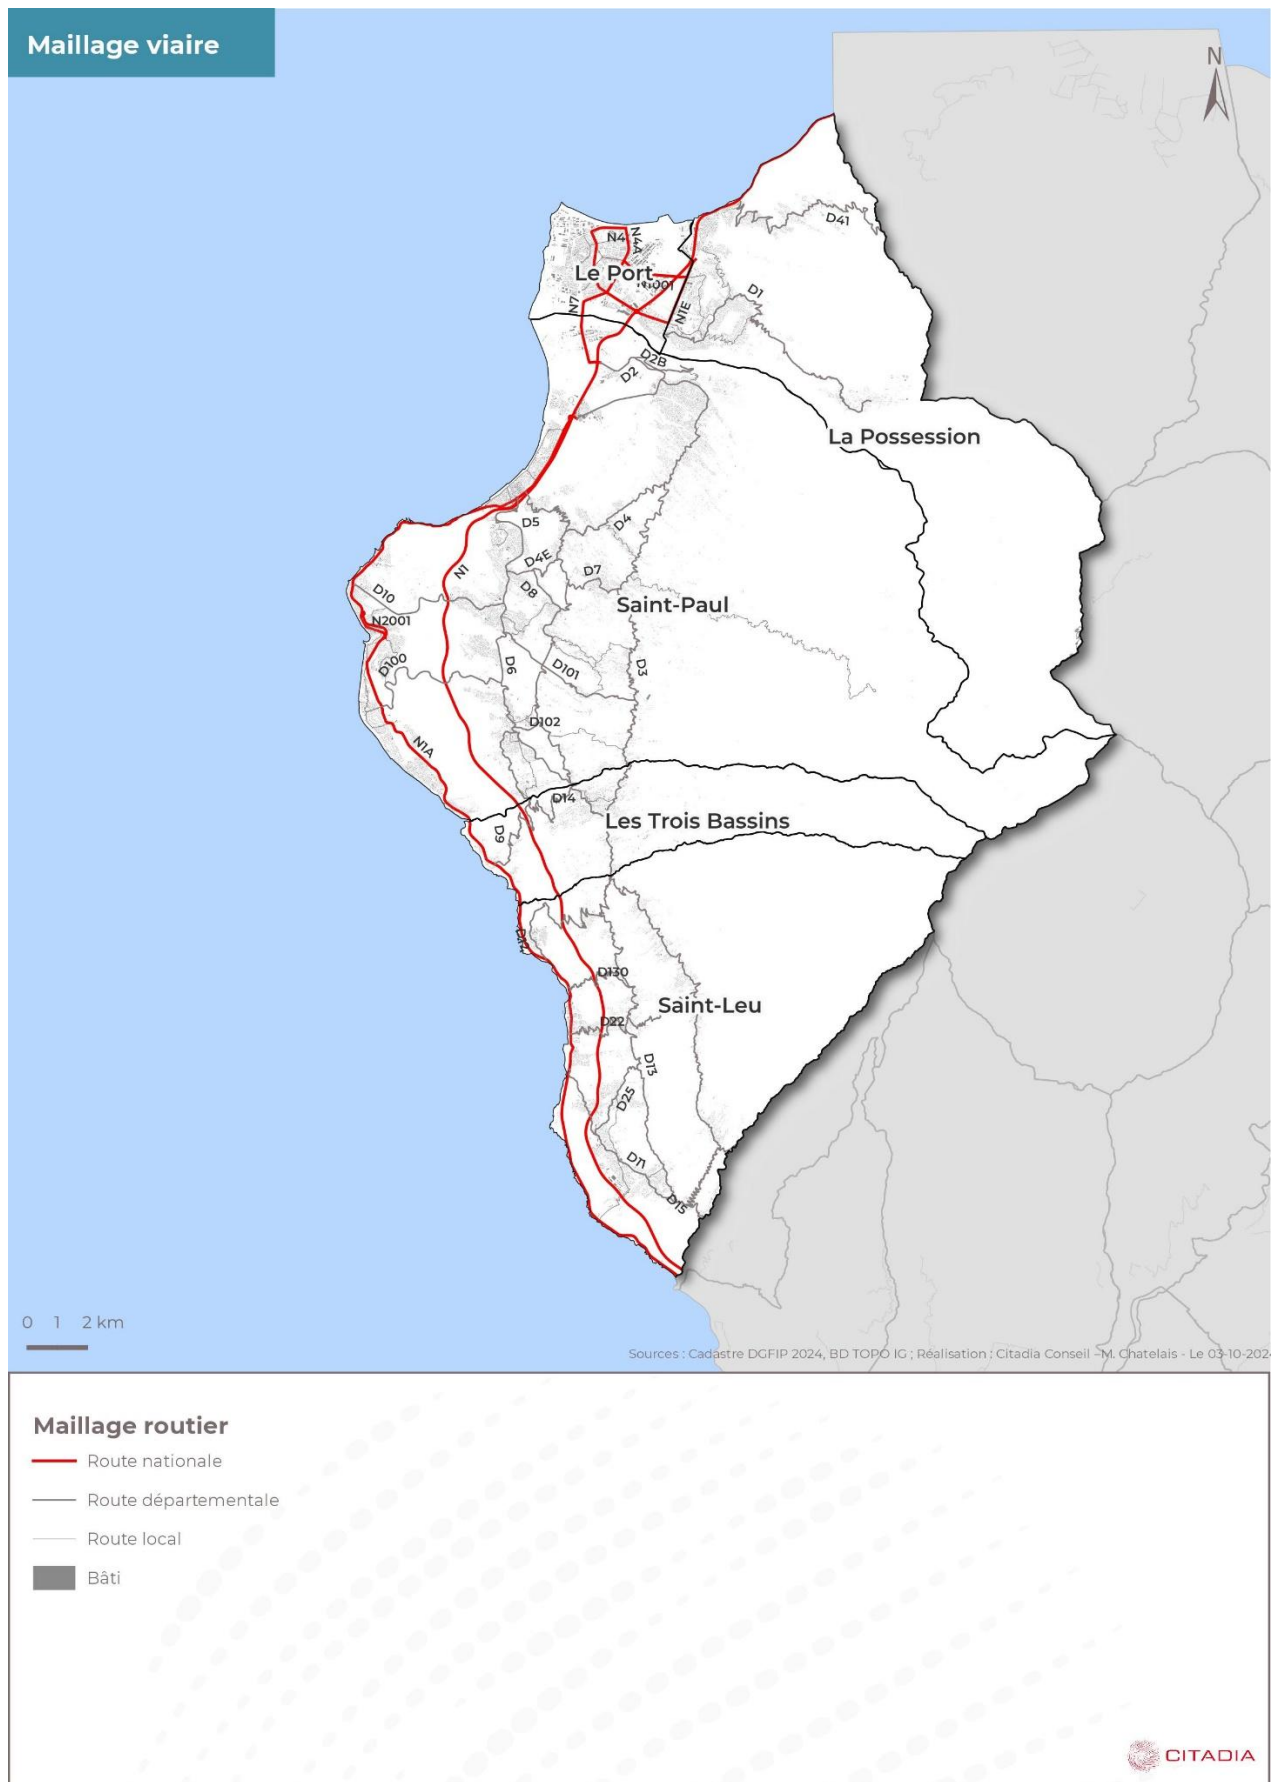 Maillage viaire
N
D41
N4
N4A
Le Port
D1
N7
N1E
D2B
D2
La Possession
D5
D4
D4E
N1
D7
D8
D10
Saint-Paul
N2001
D100
D6
D101
D3
D102
N1A
D14
Les Trois Bassins
D9
D130
Saint-Leu
D22
D13
D25
D11
D15
0 1 2 km
Sources : Cadastre DGFIP 2024, BD TOPO IG ; Réalisation : Citadia Conseil -M. Chatelais - Le 03-10-2024
Maillage routier
Route nationale
Route départementale
Route local
Bâti
CITADIA